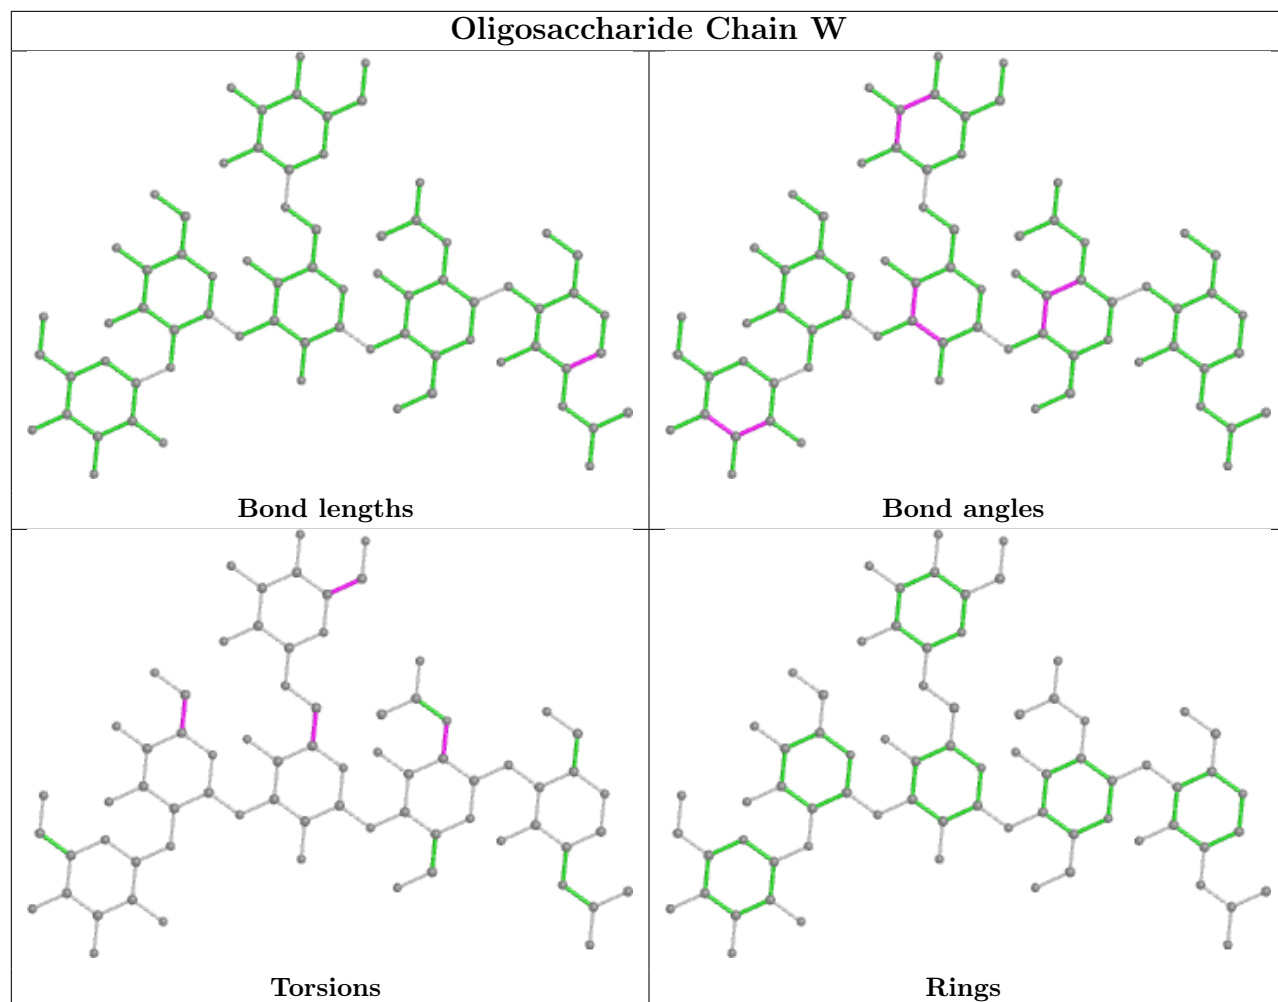 Oligosaccharide Chain W
Bond lengths
Bond angles
Torsions
Rings